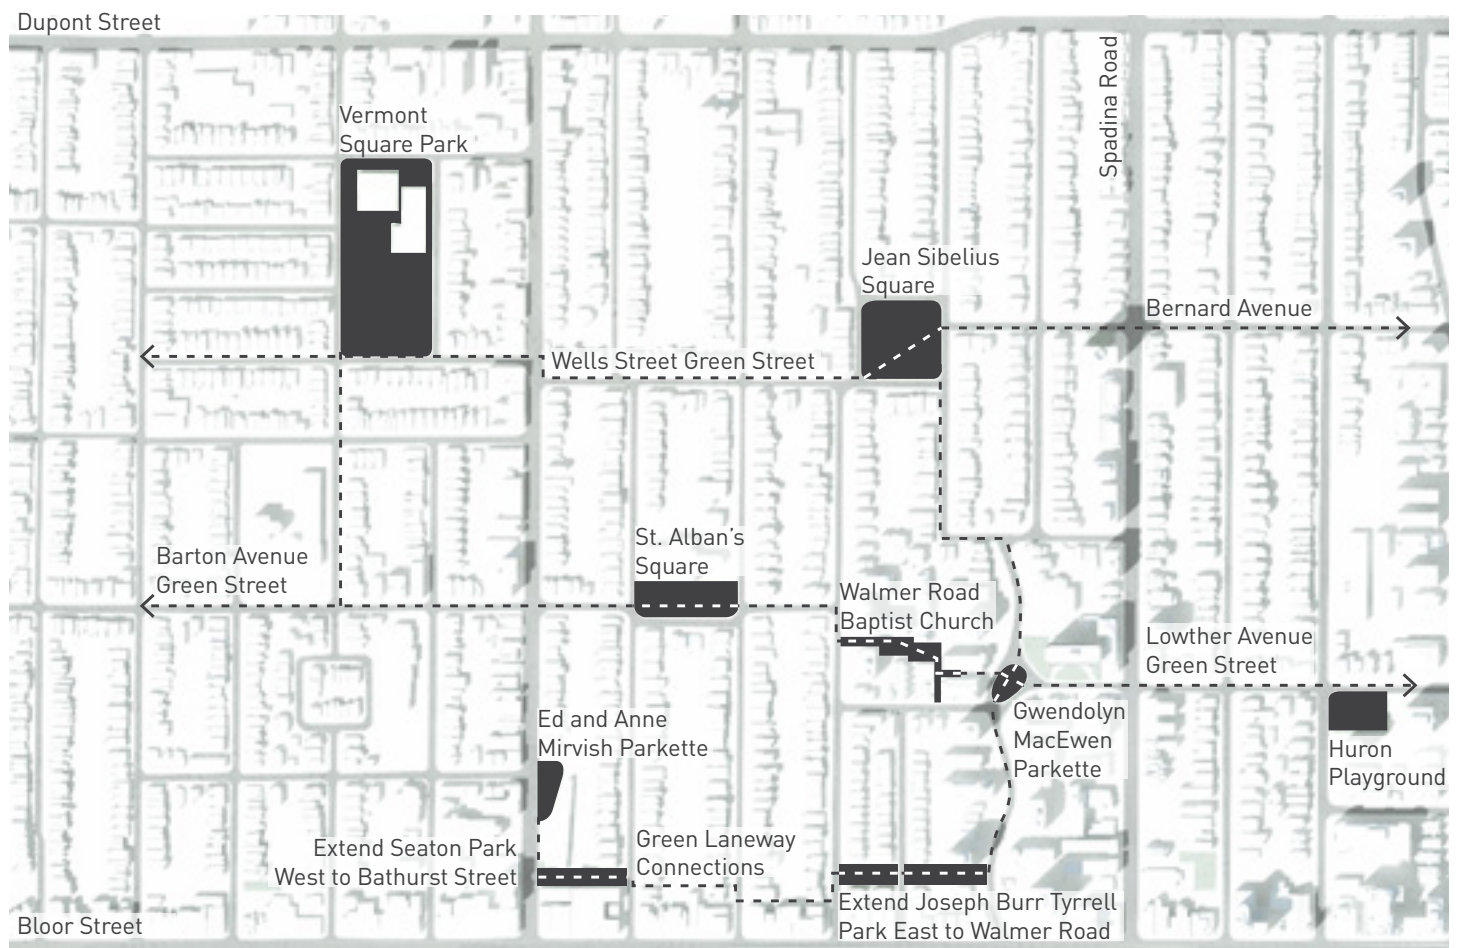 Dupont Street
Spadina Road
Vermont
Square Park
Jean Sibelius
Square
Bernard Avenue
Wells Street Green Street
St. Alban’s
Square
Barton Avenue
Green Street
Walmer Road
Baptist Church
Lowther Avenue
Green Street
Ed and Anne
Mirvish Parkette
Gwendolyn
MacEwen
Parkette
Huron
Playground
Extend Seaton Park
West to Bathurst Street
Green Laneway
Connections
Extend Joseph Burr Tyrrell
Park East to Walmer Road
Bloor Street